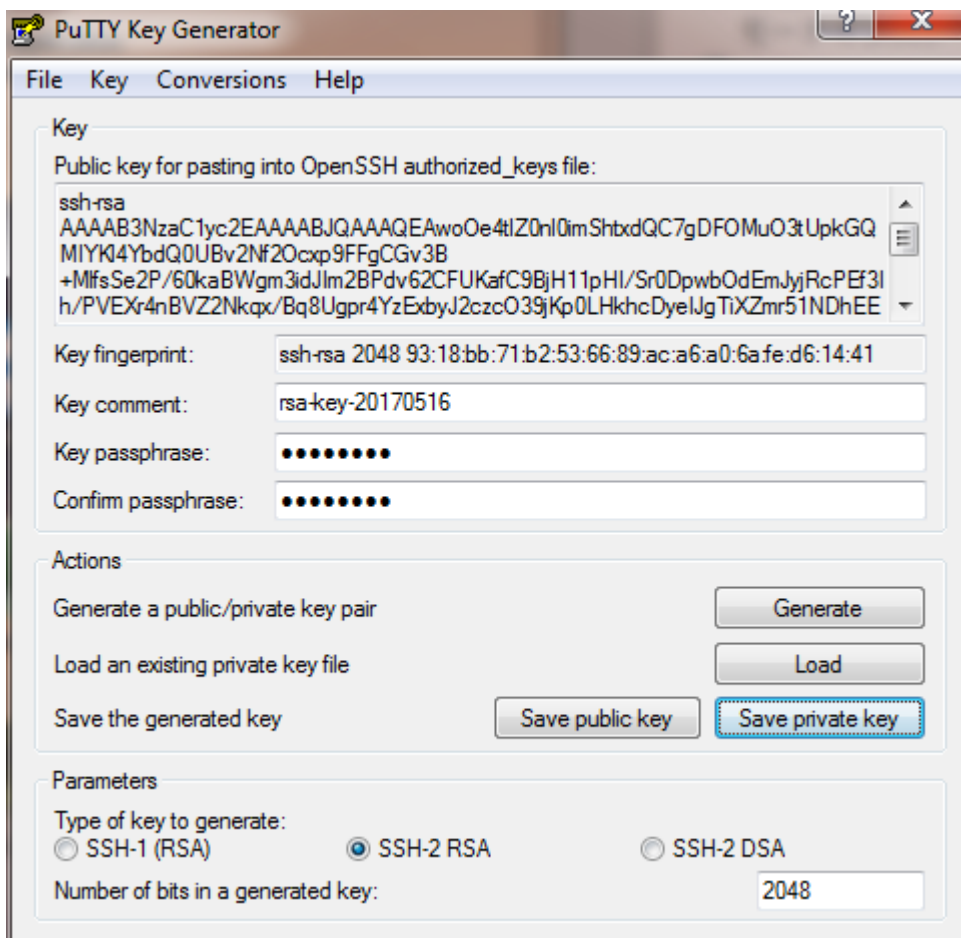 PuTTY Key Generator
File Key Conversions Help
Key
Public key for pasting into OpenSSH authorized_keys file:
ssh-rsa
AAAAB3NzaC1yc2EAAAABJQAAAQEAwoOe4tlZ0nl0imShtxdQC7gDFOMuO3tUpkGQ
MIYKl4YbdQ0UBv2Nf2Ocxp9FFgCGv3B
+MlfsSe2P/60kaBWgm3idJlm2BPdv62CFUKafC9BjH11pHI/Sr0DpwbOdEmJyjRcPEf3l
h/PVEXr4nBVZ2Nkqx/Bq8Ugpr4YzExbyJ2czcO39jKp0LHkhcDyelJgTiXZmr51NDhEE
Key fingerprint: ssh-rsa 2048 93:18:bb:71:b2:53:66:89:ac:a6:a0:6a:fe:d6:14:41
Key comment: rsa-key-20170516
Key passphrase: ●●●●●●●●
Confirm passphrase: ●●●●●●●●
Actions
Generate a public/private key pair Generate
Load an existing private key file Load
Save the generated key Save public key Save private key
Parameters
Type of key to generate:
SSH-1 (RSA) SSH-2 RSA SSH-2 DSA
Number of bits in a generated key: 2048